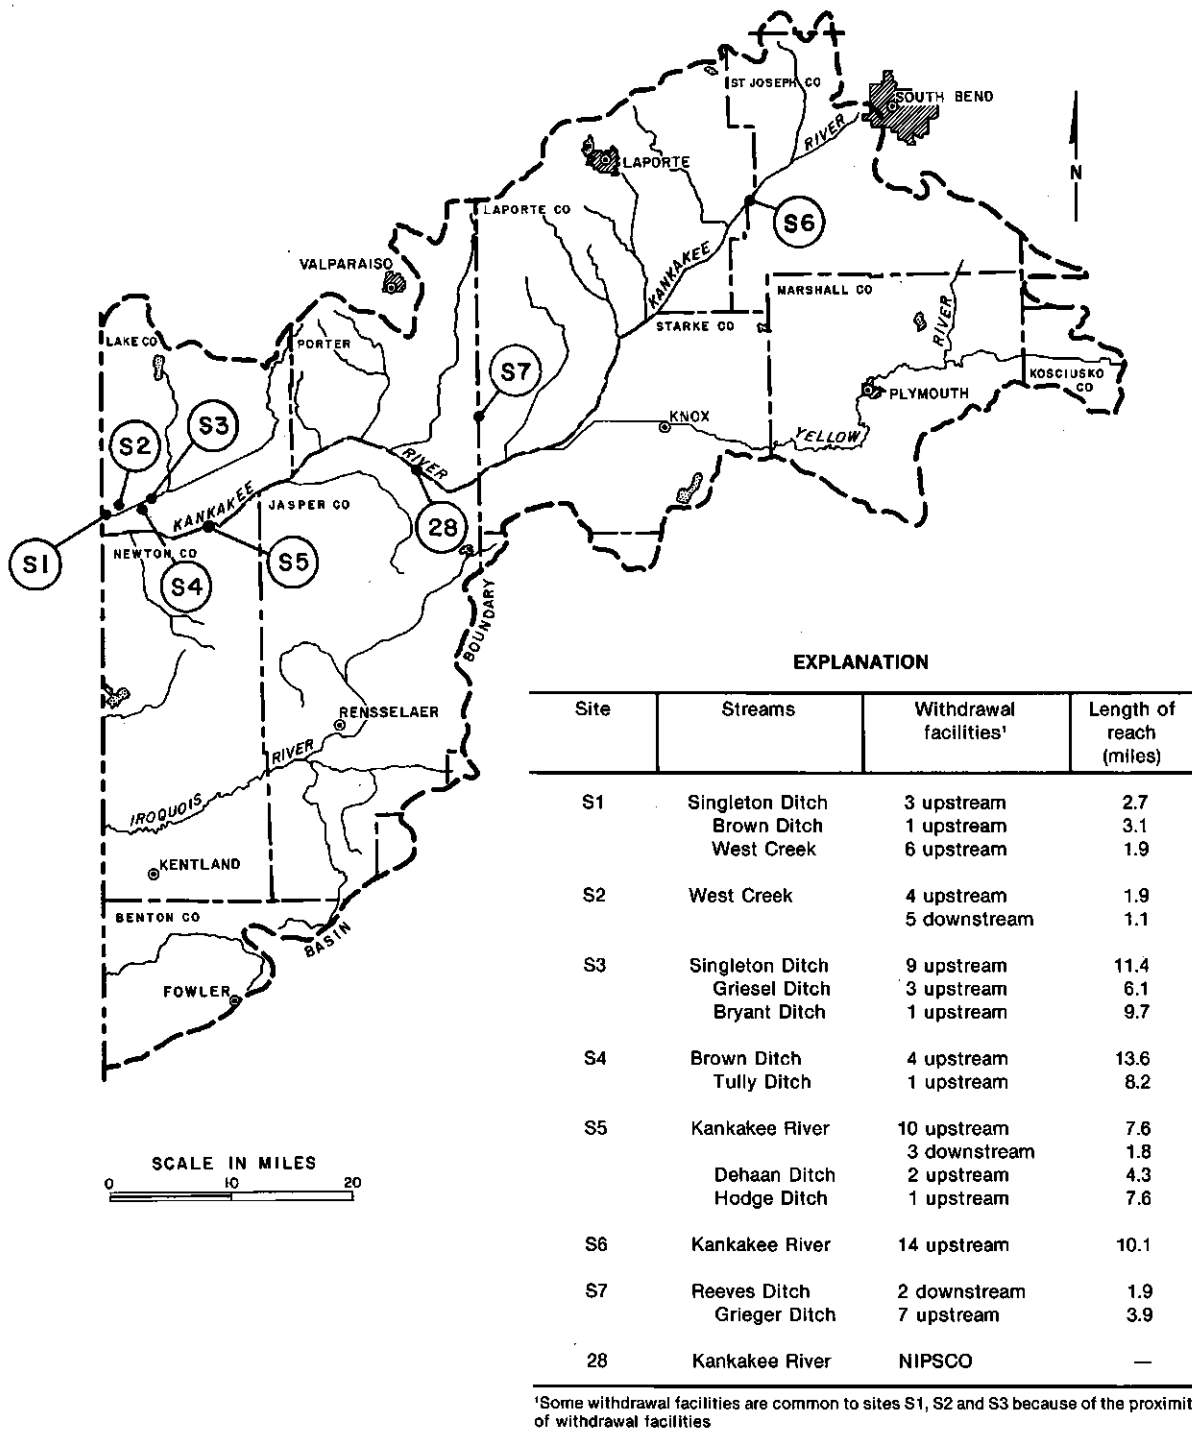 ST JOSEPH CO
SOUTH BEND
RIVER
LAPORTE
N
LAPORTE CO
S6
KANKAKEE
VALPARAISO
MARSHALL CO
STARKE CO
RIVER
LAKE CO
PORTER
S7
KOSCIUSKO
CO
PLYMOUTH
S3
S2
KNOX
YELLOW
RIVER
KANKAKEE
JASPER CO
28
S1
NEWTON CO
S4
S5
BOUNDARY
RENSSELAER
RIVER
IROQUOIS
KENTLAND
BENTON CO
BASIN
FOWLER
SCALE IN MILES
0 10 20
EXPLANATION
Site Streams Withdrawal facilities¹ Length of reach (miles)
S1 Singleton Ditch 3 upstream 2.7
Brown Ditch 1 upstream 3.1
West Creek 6 upstream 1.9
S2 West Creek 4 upstream 1.9
5 downstream 1.1
S3 Singleton Ditch 9 upstream 11.4
Griesel Ditch 3 upstream 6.1
Bryant Ditch 1 upstream 9.7
S4 Brown Ditch 4 upstream 13.6
Tully Ditch 1 upstream 8.2
S5 Kankakee River 10 upstream 7.6
3 downstream 1.8
Dehaan Ditch 2 upstream 4.3
Hodge Ditch 1 upstream 7.6
S6 Kankakee River 14 upstream 10.1
S7 Reeves Ditch 2 downstream 1.9
Grieger Ditch 7 upstream 3.9
28 Kankakee River NIPSCO —
¹Some withdrawal facilities are common to sites S1, S2 and S3 because of the proximit
of withdrawal facilities